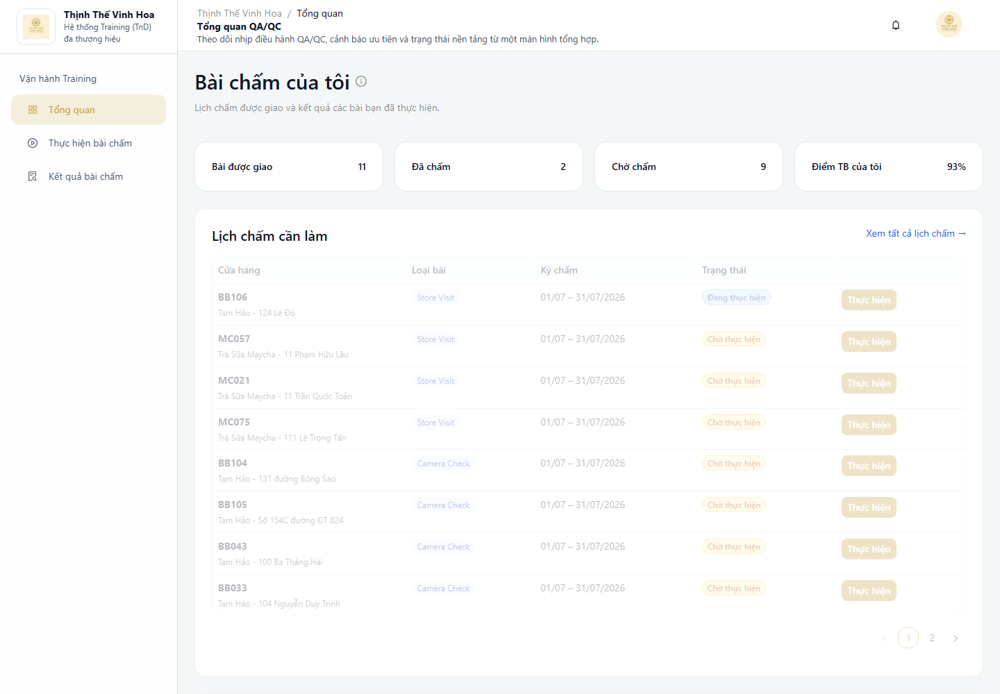 Thịnh Thế Vinh Hoa
Hệ thống Training (TnD)
đa thương hiệu
Thịnh Thế Vinh Hoa / Tổng quan
Tổng quan QA/QC
Theo dõi nhịp điều hành QA/QC, cảnh báo ưu tiên và trạng thái nền tảng từ một màn hình tổng hợp.
Vận hành Training
Tổng quan
Thực hiện bài chấm
Kết quả bài chấm
Bài chấm của tôi
Lịch chấm được giao và kết quả các bài bạn đã thực hiện.
Bài được giao 11
Đã chấm 2
Chờ chấm 9
Điểm TB của tôi 93%
Lịch chấm cần làm
Xem tất cả lịch chấm →
Cửa hàng Loại bài Kỳ chấm Trạng thái
BB106 Store Visit 01/07 – 31/07/2026 Đang thực hiện Thực hiện
Tam Hảo - 124 Lê Độ
MC057 Store Visit 01/07 – 31/07/2026 Chờ thực hiện Thực hiện
Trà Sữa Maycha - 11 Phạm Hữu Lầu
MC021 Store Visit 01/07 – 31/07/2026 Chờ thực hiện Thực hiện
Trà Sữa Maycha - 11 Trần Quốc Toản
MC075 Store Visit 01/07 – 31/07/2026 Chờ thực hiện Thực hiện
Trà Sữa Maycha - 111 Lê Trọng Tấn
BB104 Camera Check 01/07 – 31/07/2026 Chờ thực hiện Thực hiện
Tam Hảo - 131 đường Bông Sao
BB105 Camera Check 01/07 – 31/07/2026 Chờ thực hiện Thực hiện
Tam Hảo - Số 154C đường ĐT 824
BB043 Camera Check 01/07 – 31/07/2026 Chờ thực hiện Thực hiện
Tam Hảo - 100 Ba Tháng Hai
BB033 Camera Check 01/07 – 31/07/2026 Chờ thực hiện Thực hiện
Tam Hảo - 104 Nguyễn Duy Trinh
1 2